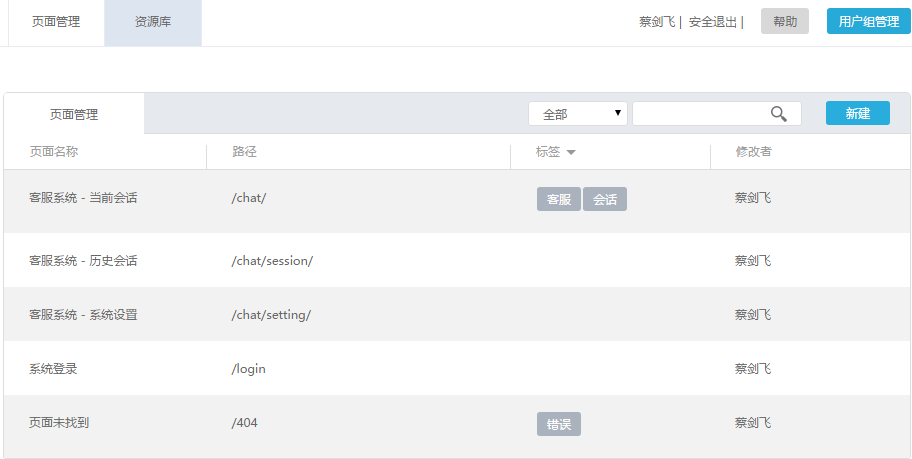 页面管理 资源库 蔡剑飞 | 安全退出 | 帮助 用户组管理
页面管理 全部 新建
页面名称 路径 标签 修改者
客服系统 - 当前会话 /chat/ 客服 会话 蔡剑飞
客服系统 - 历史会话 /chat/session/ 蔡剑飞
客服系统 - 系统设置 /chat/setting/ 蔡剑飞
系统登录 /login 蔡剑飞
页面未找到 /404 错误 蔡剑飞